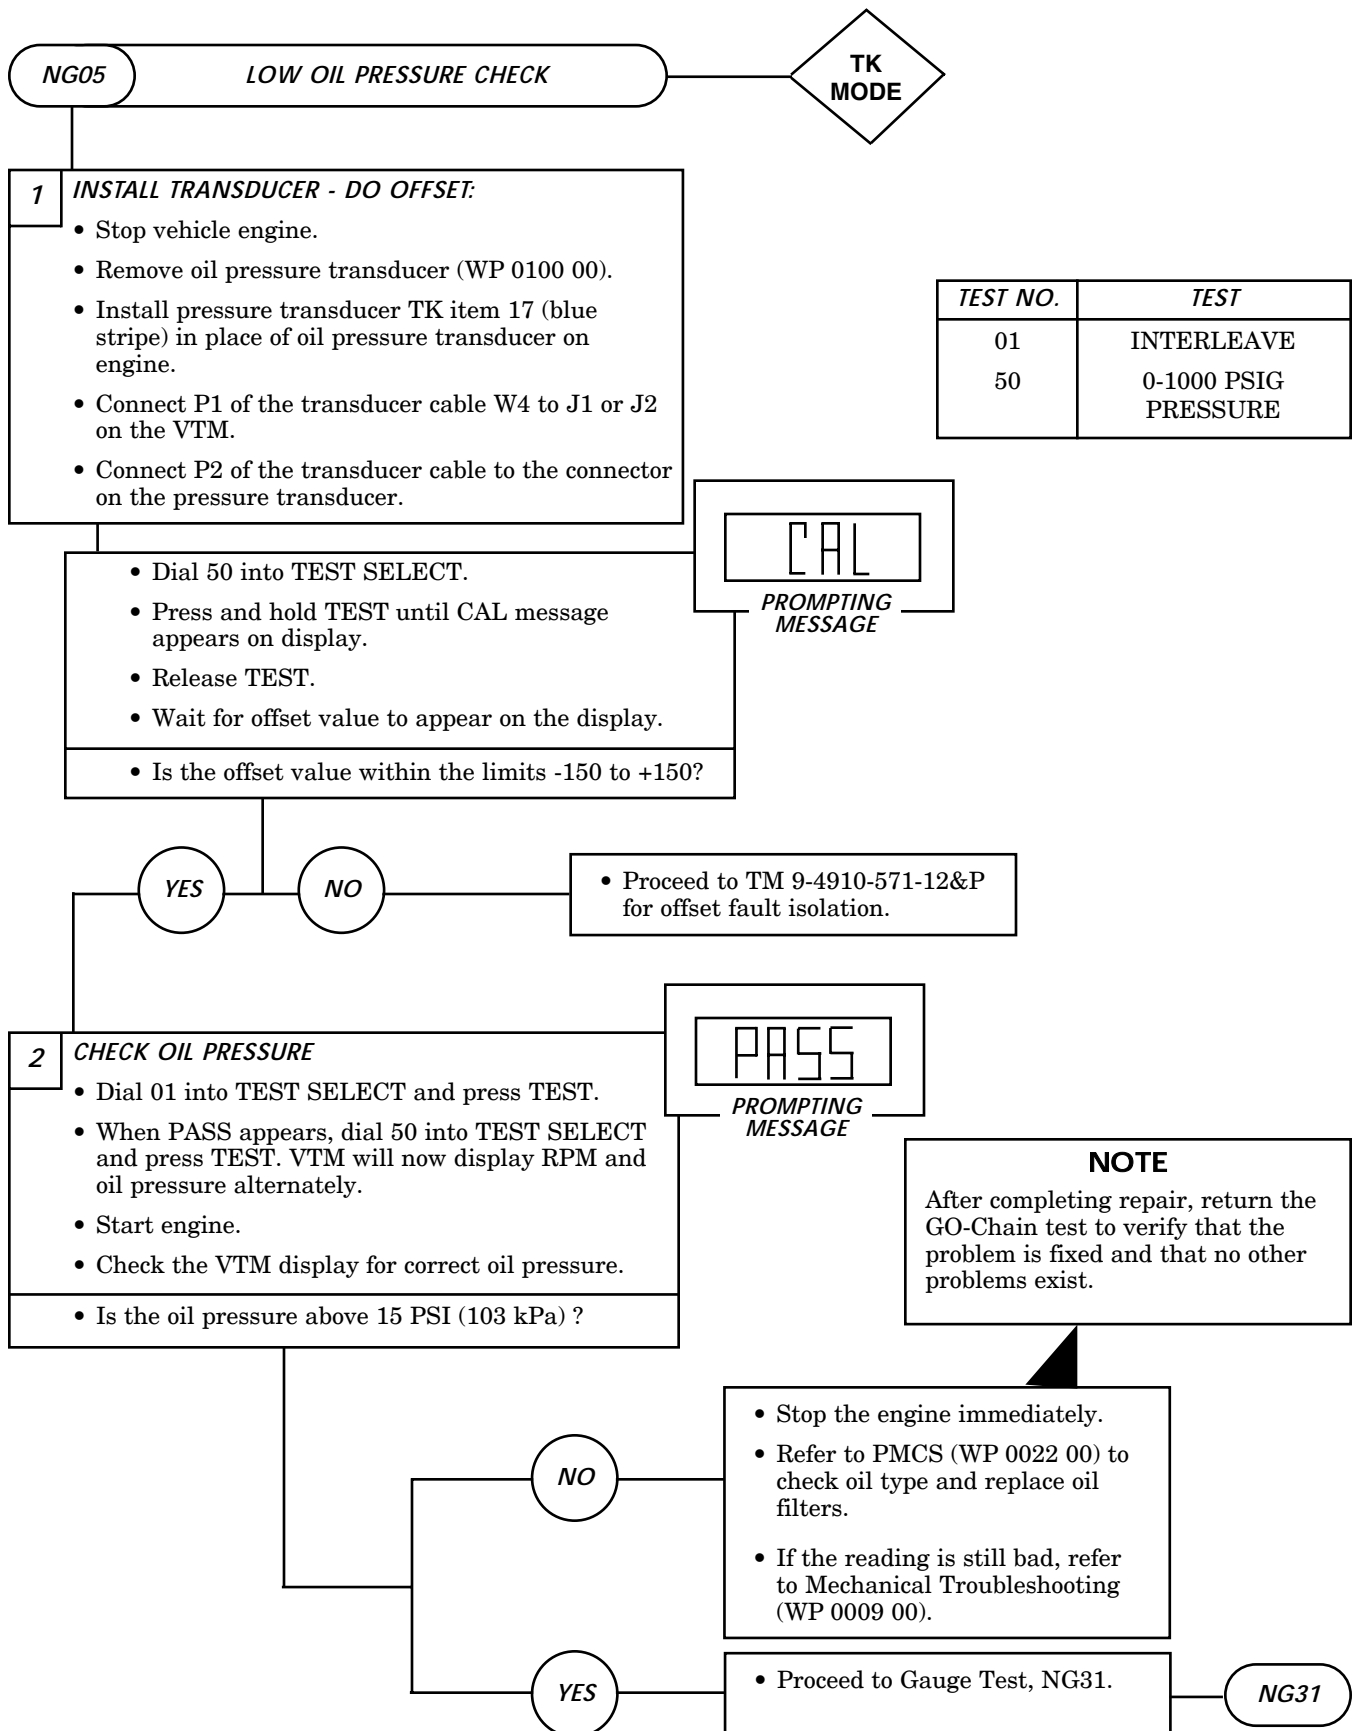 NG05
LOW OIL PRESSURE CHECK
TK
MODE
1
INSTALL TRANSDUCER - DO OFFSET:
• Stop vehicle engine.
• Remove oil pressure transducer (WP 0100 00).
• Install pressure transducer TK item 17 (blue
stripe) in place of oil pressure transducer on
engine.
• Connect P1 of the transducer cable W4 to J1 or J2
on the VTM.
• Connect P2 of the transducer cable to the connector
on the pressure transducer.
TEST NO. TEST
01 INTERLEAVE
50 0-1000 PSIG
PRESSURE
CAL
PROMPTING
MESSAGE
• Dial 50 into TEST SELECT.
• Press and hold TEST until CAL message
appears on display.
• Release TEST.
• Wait for offset value to appear on the display.
• Is the offset value within the limits -150 to +150?
YES
NO
• Proceed to TM 9-4910-571-12&P
for offset fault isolation.
2
CHECK OIL PRESSURE
• Dial 01 into TEST SELECT and press TEST.
• When PASS appears, dial 50 into TEST SELECT
and press TEST. VTM will now display RPM and
oil pressure alternately.
• Start engine.
• Check the VTM display for correct oil pressure.
• Is the oil pressure above 15 PSI (103 kPa) ?
PASS
PROMPTING
MESSAGE
NOTE
After completing repair, return the
GO-Chain test to verify that the
problem is fixed and that no other
problems exist.
NO
• Stop the engine immediately.
• Refer to PMCS (WP 0022 00) to
check oil type and replace oil
filters.
• If the reading is still bad, refer
to Mechanical Troubleshooting
(WP 0009 00).
YES
• Proceed to Gauge Test, NG31.
NG31